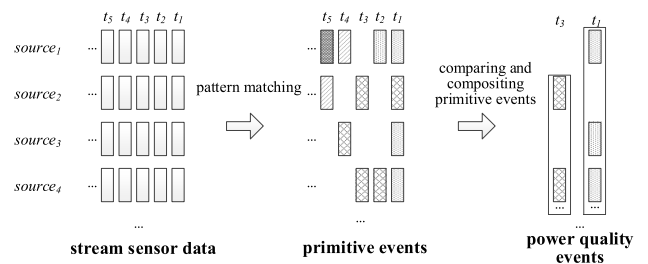 t5 t4 t3 t2 t1
t5 t4 t3 t2 t1
t3 t1
source1 ...
...
source2 ...
...
source3 ...
...
source4 ...
...
pattern matching
comparing and
compositing
primitive events
... ...
...
...
...
stream sensor data
primitive events
power quality
events